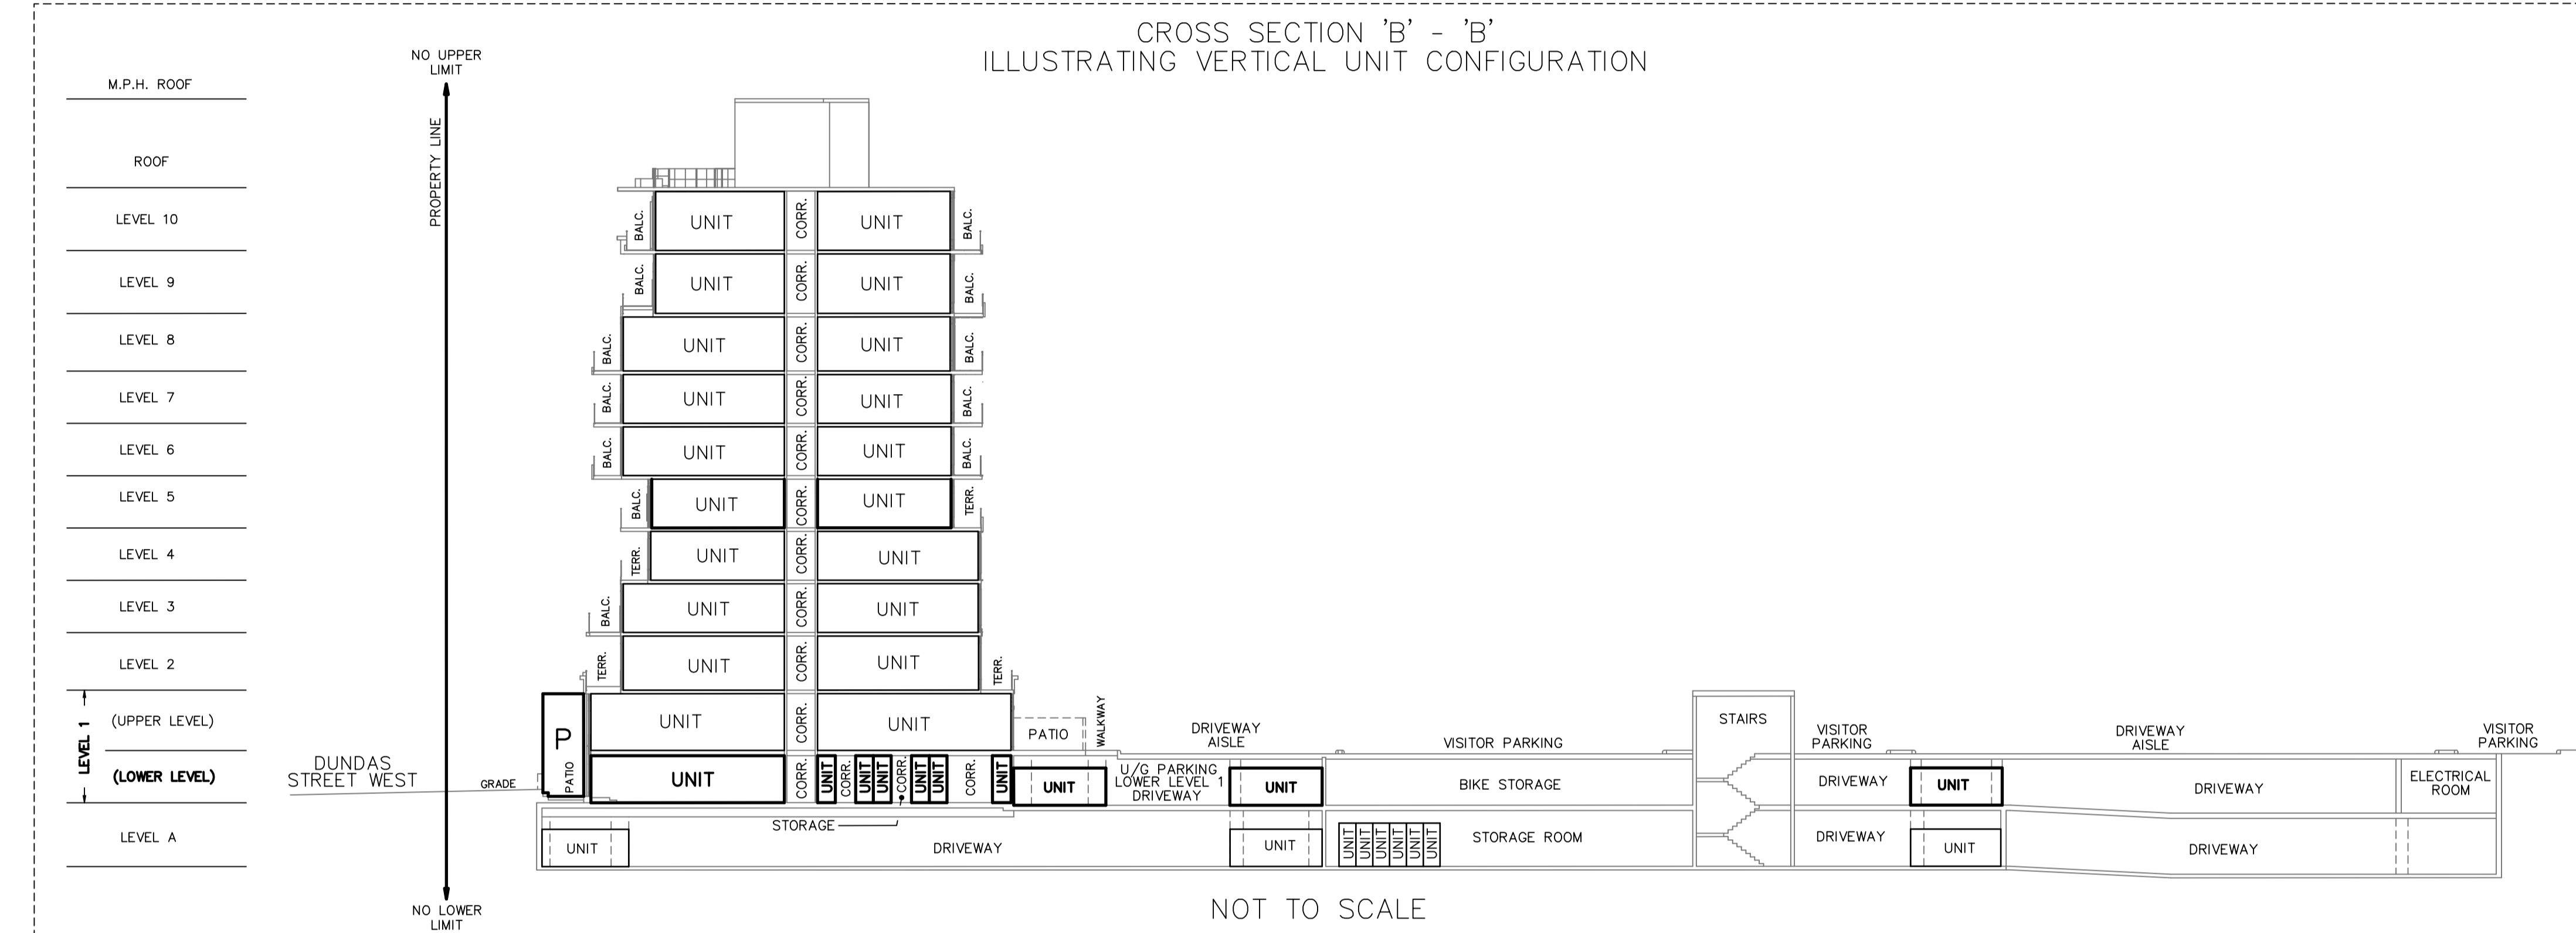 CROSS SECTION 'B' - 'B'
ILLUSTRATING VERTICAL UNIT CONFIGURATION
NO UPPER
LIMIT
PROPERTY LINE
M.P.H. ROOF
ROOF
LEVEL 10
BALC. UNIT CORR. UNIT BALC.
LEVEL 9
BALC. UNIT CORR. UNIT BALC.
LEVEL 8
BALC. UNIT CORR. UNIT BALC.
LEVEL 7
BALC. UNIT CORR. UNIT BALC.
LEVEL 6
BALC. UNIT CORR. UNIT BALC.
LEVEL 5
BALC. UNIT CORR. UNIT TERR.
LEVEL 4
TERR. UNIT CORR. UNIT
LEVEL 3
BALC. UNIT CORR. UNIT
LEVEL 2
TERR. UNIT CORR. UNIT TERR.
LEVEL 1
(UPPER LEVEL)
P
UNIT CORR. UNIT
PATIO
WALKWAY
DRIVEWAY
AISLE
VISITOR PARKING
STAIRS
VISITOR
PARKING
DRIVEWAY
AISLE
VISITOR
PARKING
(LOWER LEVEL)
DUNDAS
STREET WEST
GRADE
PATIO
UNIT CORR. UNIT CORR. UNIT UNIT CORR. UNIT UNIT CORR. UNIT
UNIT
U/G PARKING
LOWER LEVEL 1
DRIVEWAY
UNIT
BIKE STORAGE
DRIVEWAY
UNIT
DRIVEWAY
ELECTRICAL
ROOM
STORAGE
LEVEL A
UNIT
DRIVEWAY
UNIT
UNIT UNIT UNIT UNIT UNIT UNIT
STORAGE ROOM
DRIVEWAY
UNIT
DRIVEWAY
NO LOWER
LIMIT
NOT TO SCALE